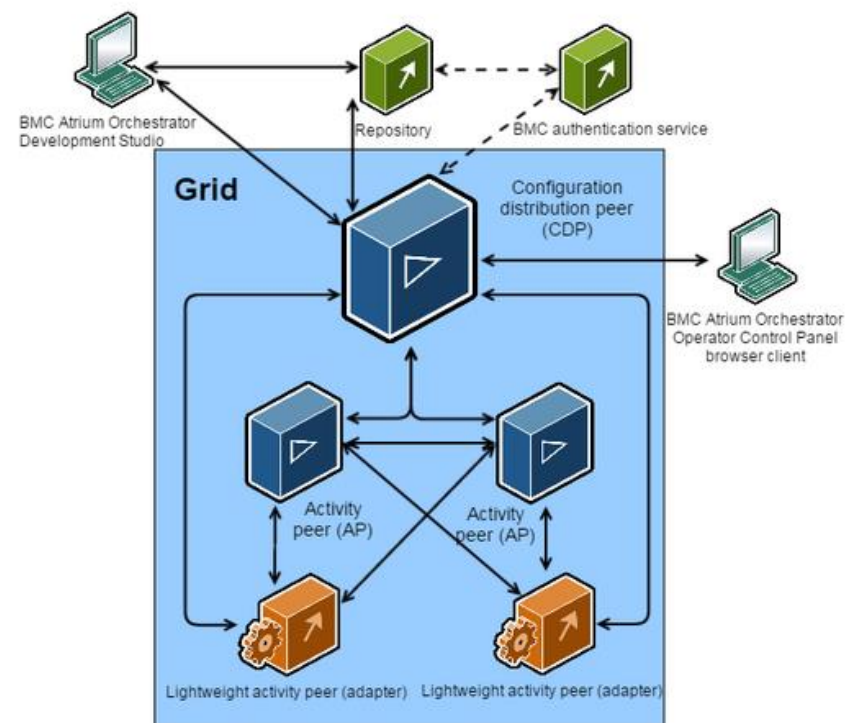 BMC Atrium Orchestrator
Development Studio
Repository
BMC authentication service
Grid
Configuration
distribution peer
(CDP)
BMC Atrium Orchestrator
Operator Control Panel
browser client
Activity
peer (AP)
Activity
peer (AP)
Lightweight activity peer (adapter)
Lightweight activity peer (adapter)